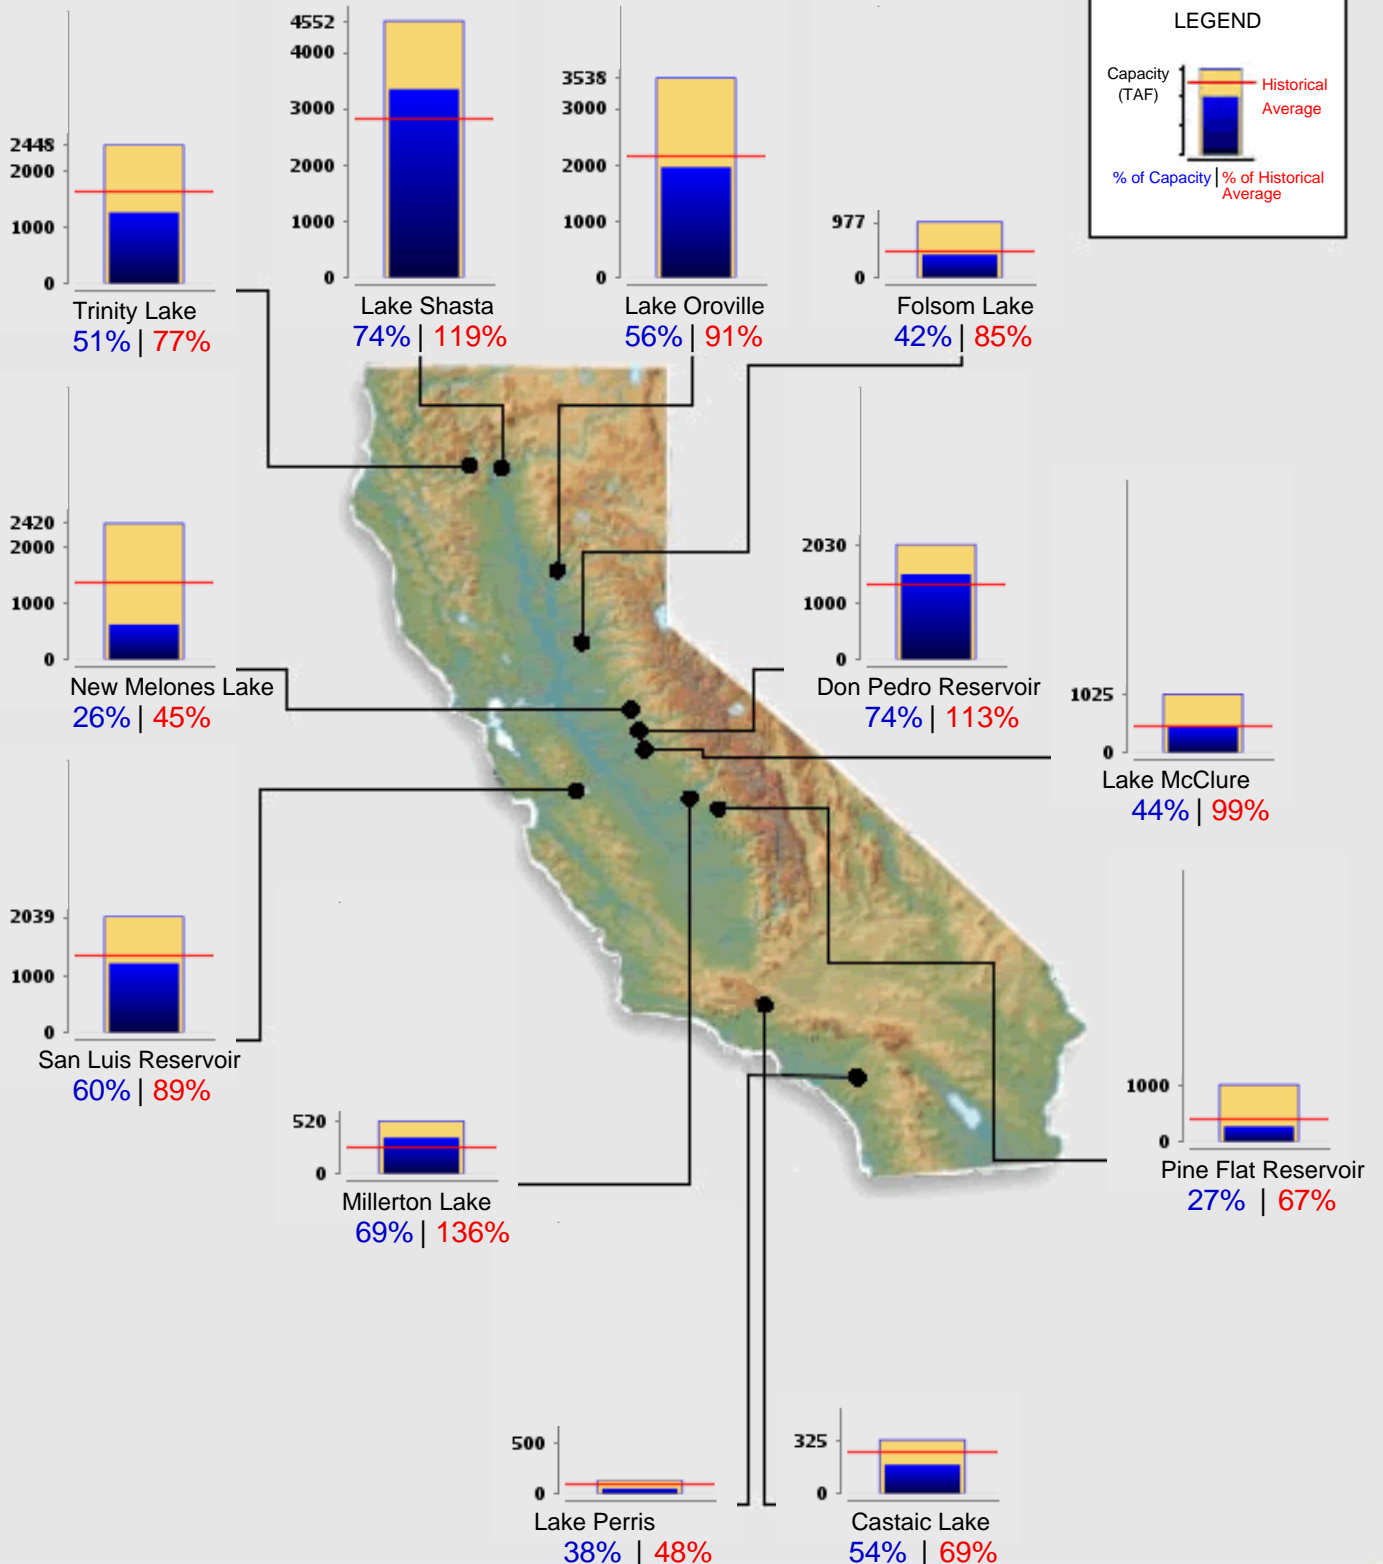 LEGEND
Capacity
(TAF)
Historical
Average
% of Capacity | % of Historical
Average
2448
2000
1000
0
Trinity Lake
51% | 77%
4552
4000
3000
2000
1000
0
Lake Shasta
74% | 119%
3538
3000
2000
1000
0
Lake Oroville
56% | 91%
977
0
Folsom Lake
42% | 85%
2420
2000
1000
0
New Melones Lake
26% | 45%
2030
1000
0
Don Pedro Reservoir
74% | 113%
1025
0
Lake McClure
44% | 99%
2039
1000
0
San Luis Reservoir
60% | 89%
520
0
Millerton Lake
69% | 136%
1000
0
Pine Flat Reservoir
27% | 67%
500
0
Lake Perris
38% | 48%
325
0
Castaic Lake
54% | 69%